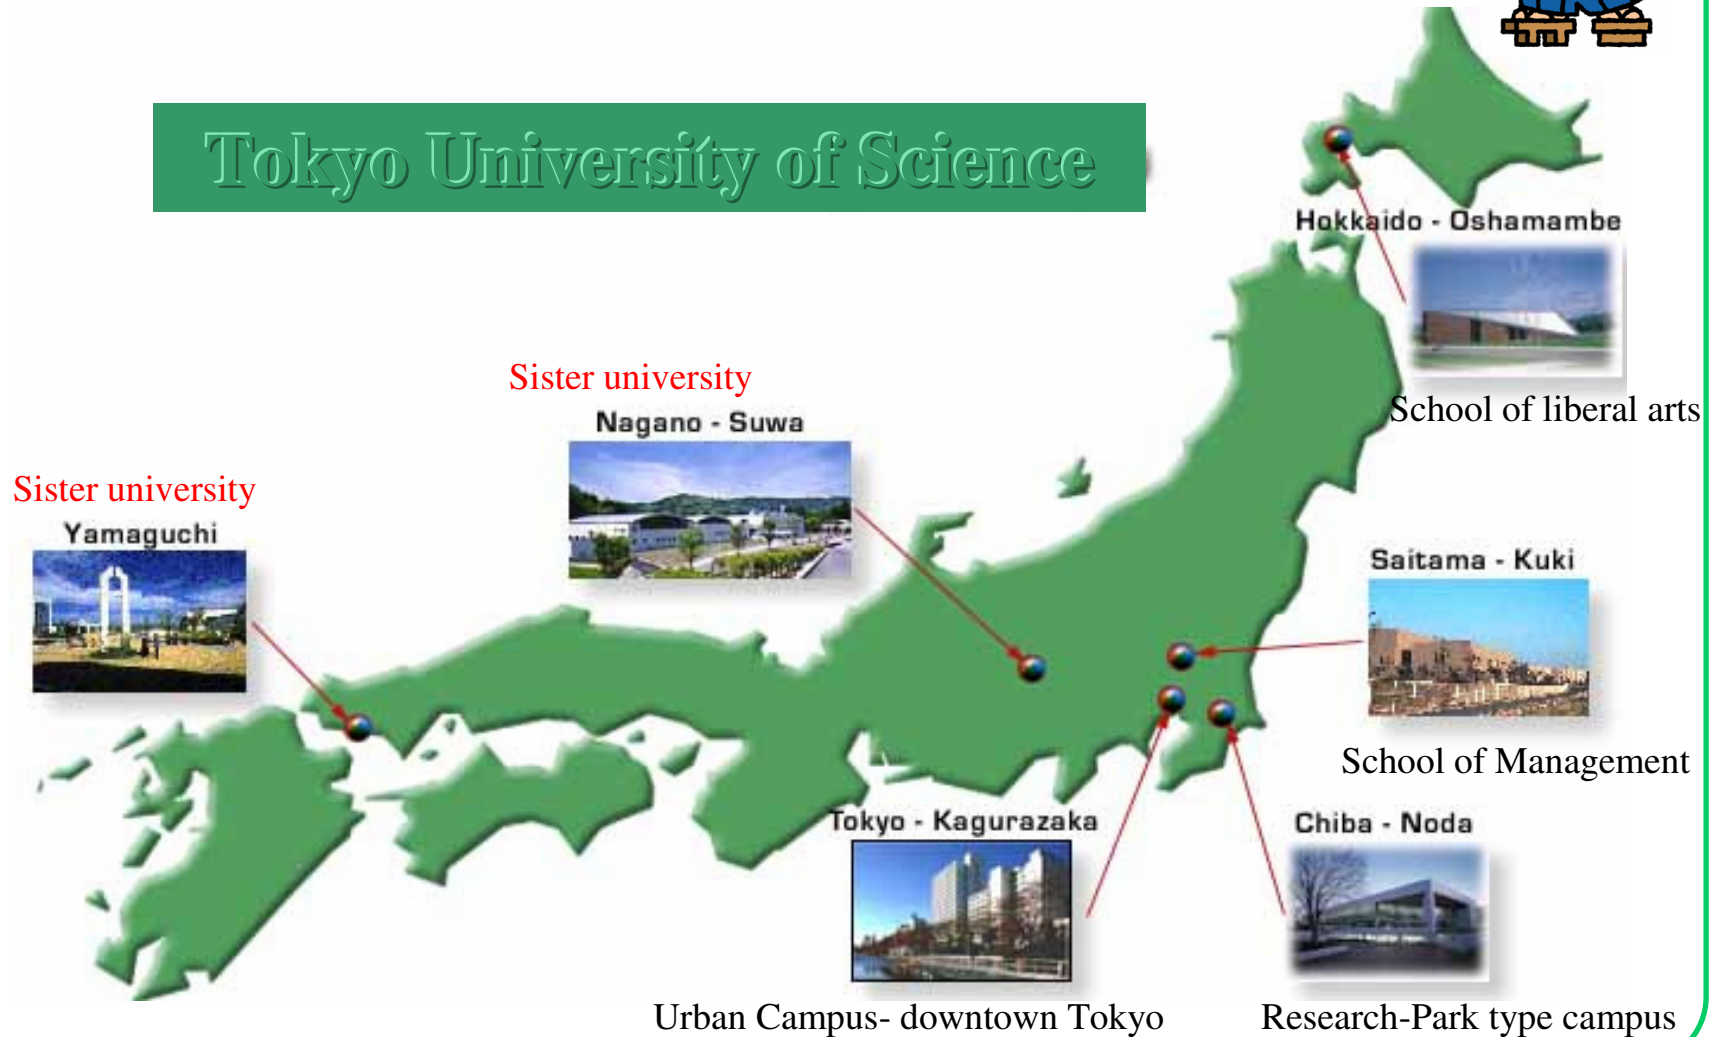 Tokyo University of Science
Hokkaido - Oshamambe
School of liberal arts
Sister university
Nagano - Suwa
Sister university
Yamaguchi
Saitama - Kuki
School of Management
Tokyo - Kagurazaka
Chiba - Noda
Urban Campus- downtown Tokyo
Research-Park type campus